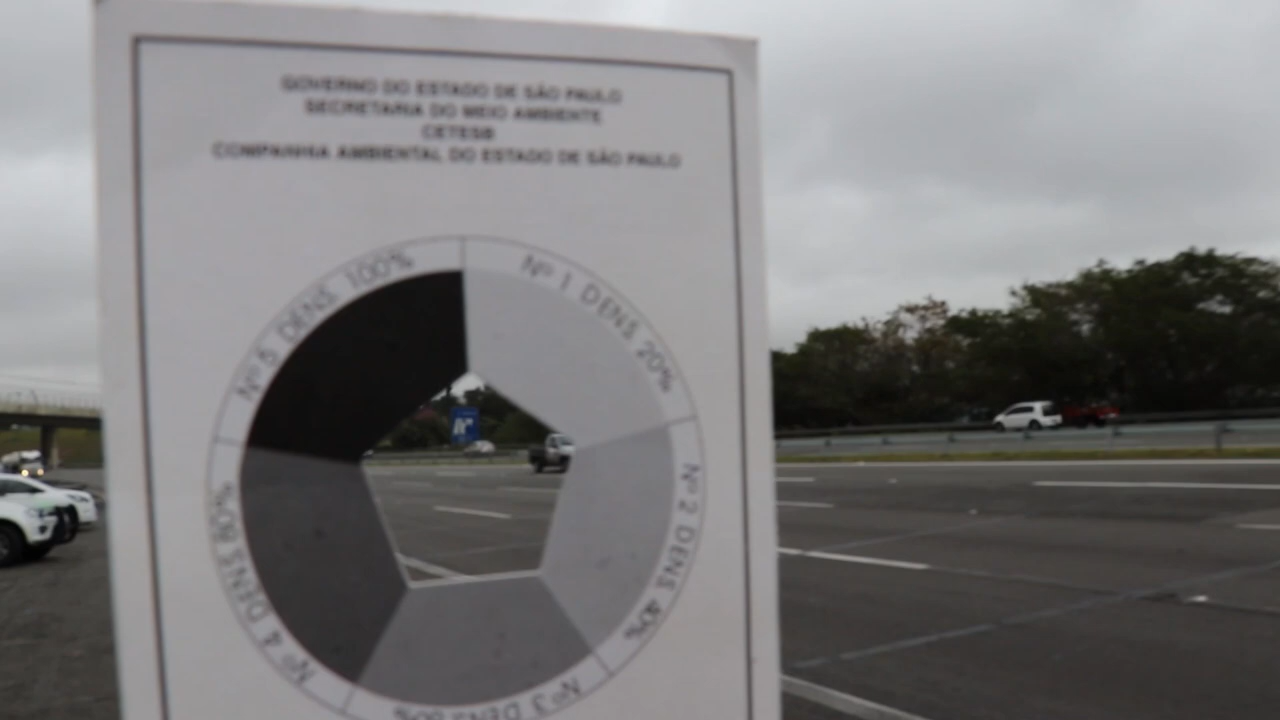 GOVERNO DO ESTADO DE SÃO PAULO
SECRETARIA DO MEIO AMBIENTE
CETESB
COMPANHIA AMBIENTAL DO ESTADO DE SÃO PAULO
Nº 1 DENS 20%
Nº 2 DENS 40%
Nº 3 DENS 60%
Nº 4 DENS 80%
Nº 5 DENS 100%